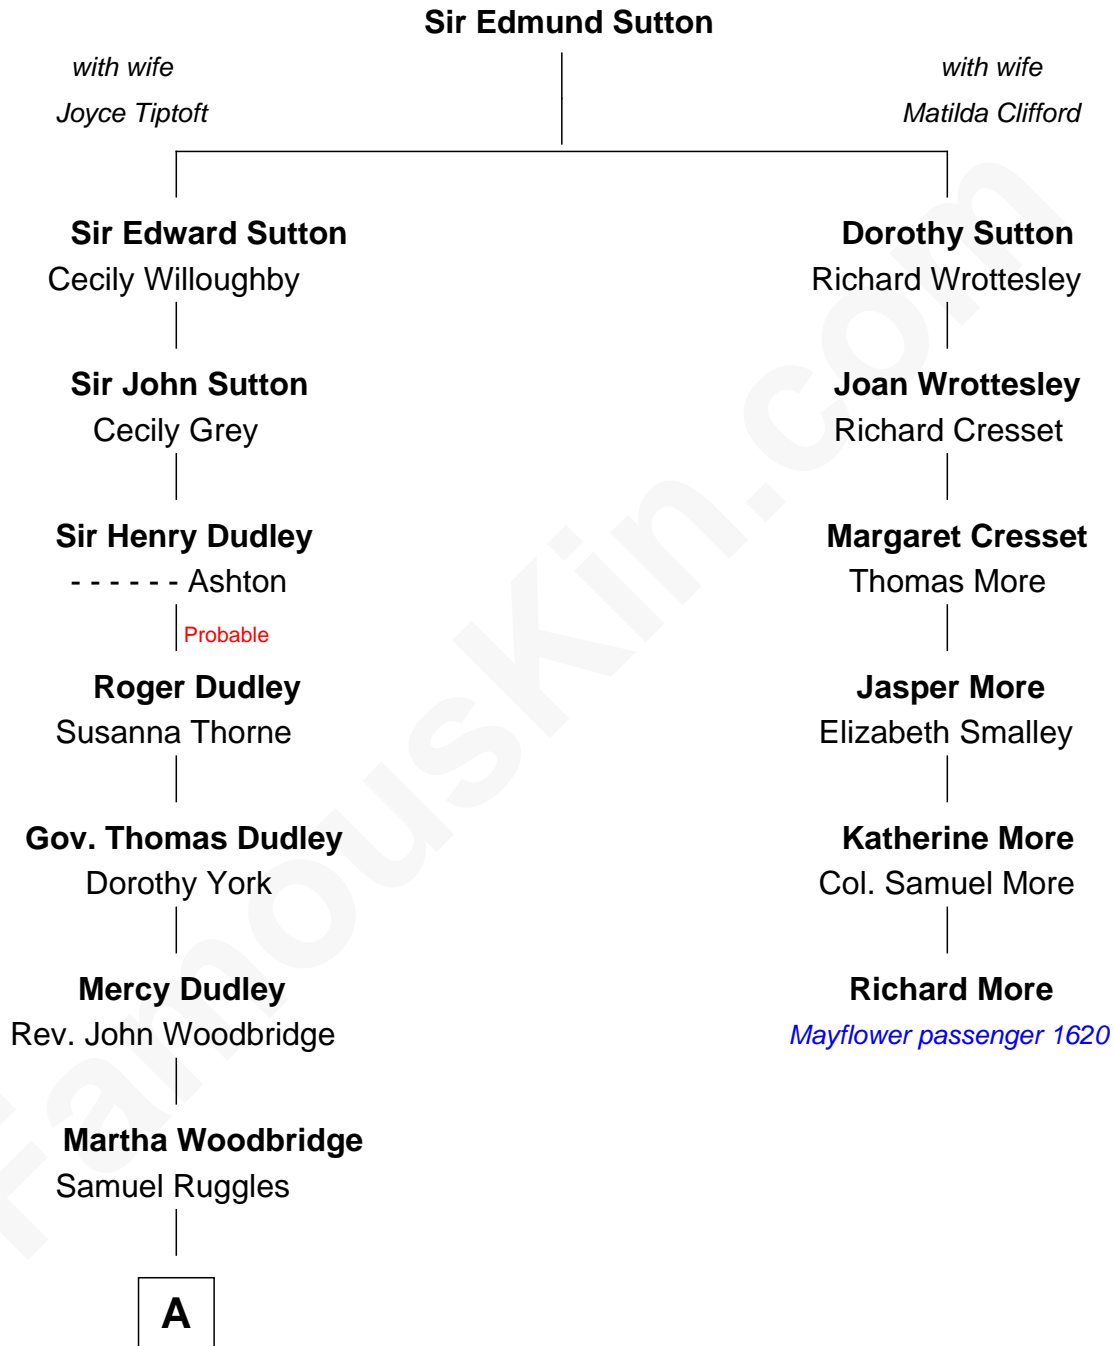 Sir Edmund Sutton
with wife
Joyce Tiptoft
with wife
Matilda Clifford
Sir Edward Sutton
Cecily Willoughby
Sir John Sutton
Cecily Grey
Sir Henry Dudley
- - - - - - Ashton
Probable
Roger Dudley
Susanna Thorne
Gov. Thomas Dudley
Dorothy York
Mercy Dudley
Rev. John Woodbridge
Martha Woodbridge
Samuel Ruggles
A
Dorothy Sutton
Richard Wrottesley
Joan Wrottesley
Richard Cresset
Margaret Cresset
Thomas More
Jasper More
Elizabeth Smalley
Katherine More
Col. Samuel More
Richard More
Mayflower passenger 1620
FamousKin.com